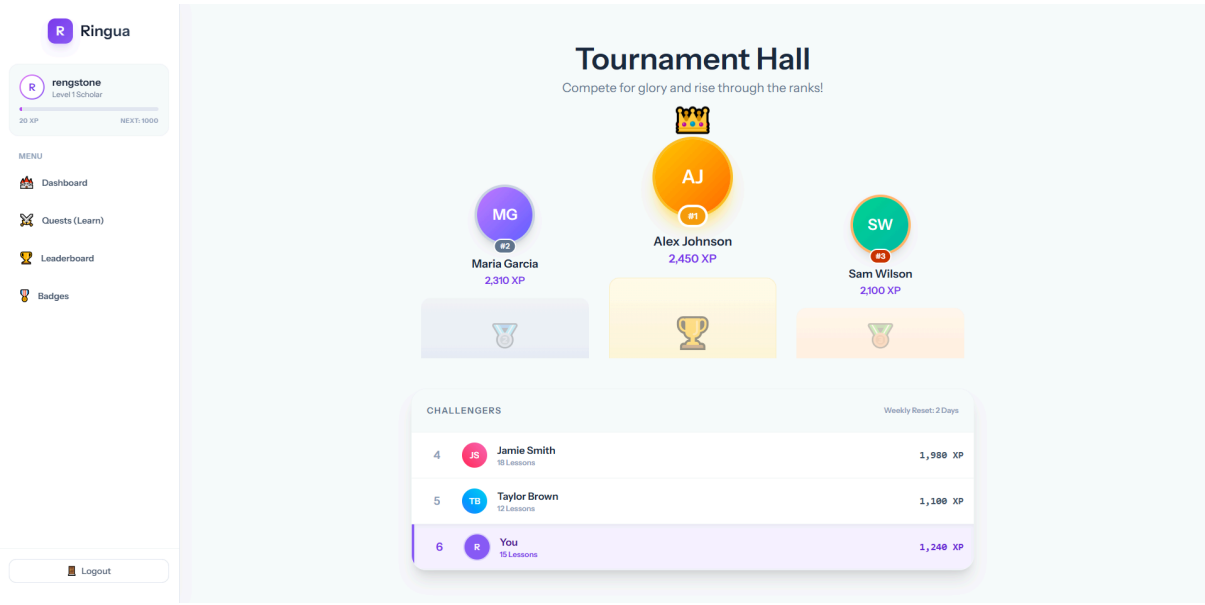 R Ringua
R rengstone
Level 1 Scholar
20 XP NEXT: 1000
MENU
Dashboard
Quests (Learn)
Leaderboard
Badges
Logout
Tournament Hall
Compete for glory and rise through the ranks!
AJ
#1
Alex Johnson
2,450 XP
MG
#2
Maria Garcia
2,310 XP
SW
#3
Sam Wilson
2,100 XP
CHALLENGERS Weekly Reset: 2 Days
4 JS Jamie Smith 1,980 XP
18 Lessons
5 TB Taylor Brown 1,100 XP
12 Lessons
6 R You 1,240 XP
15 Lessons